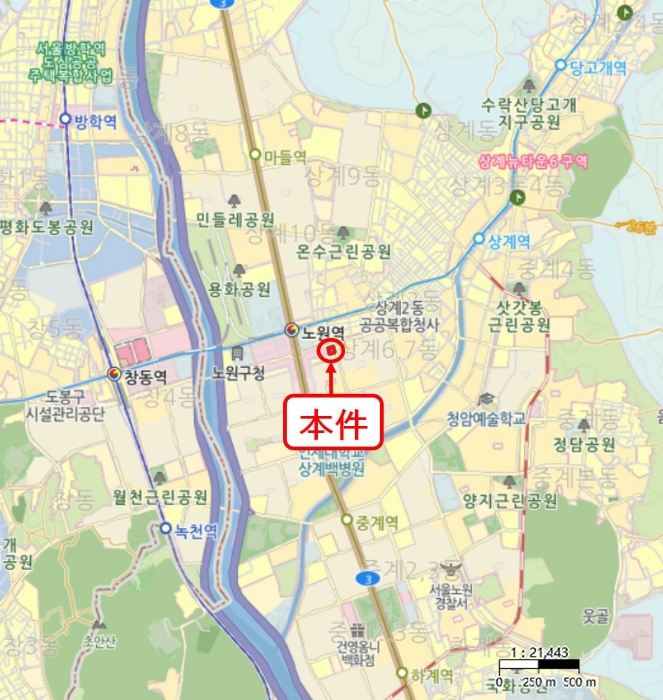 3
상계4동
서울방학역
도심공공
주택복합사업
당고개역
수락산당고개
지구공원
방학역
상계8동
상계동
마들역
상계뉴타운6구역
상계9동
상계3동4동
민들레공원
평화도봉공원
26분
상계10동
온수근린공원
상계역
중계4동
용화공원
삿갓봉
근린공원
상계2동
공공복합청사
창5동
노원역
상계6.7동
노원구청
창동역
도봉구
시설관리공단
창4동
本件
청암예술학교
중계동
정담공원
인제대학교
상계백병원
중계본동
월천근린공원
양지근린공원
창동
녹천역
중계역
개
공원
중계2,3동
3
서울노원
경찰서
웃골
초안산
창3동
건영옴니
백화점
하계역
1 : 21,443
0 250 m 500 m